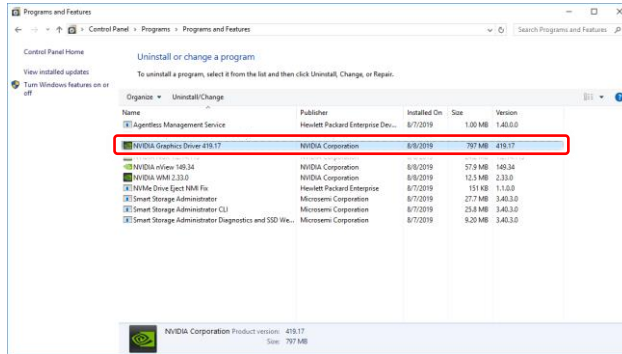 Programs and Features
Control Panel > Programs > Programs and Features
Search Programs and Features
Control Panel Home
View installed updates
Turn Windows features on or
off
Uninstall or change a program
To uninstall a program, select it from the list and then click Uninstall, Change, or Repair.
Organize Uninstall/Change
Name Publisher Installed On Size Version
Agentless Management Service Hewlett Packard Enterprise Dev... 8/7/2019 1.00 MB 1.40.0.0
NVIDIA Graphics Driver 419.17 NVIDIA Corporation 8/8/2019 797 MB 419.17
NVIDIA nView 149.34 NVIDIA Corporation 8/8/2019 57.9 MB 149.34
NVIDIA WMI 2.33.0 NVIDIA Corporation 8/8/2019 12.5 MB 2.33.0
NVMe Drive Eject NMI Fix Hewlett Packard Enterprise 8/7/2019 151 KB 1.1.0.0
Smart Storage Administrator Microsemi Corporation 8/7/2019 27.7 MB 3.40.3.0
Smart Storage Administrator CLI Microsemi Corporation 8/7/2019 25.8 MB 3.40.3.0
Smart Storage Administrator Diagnostics and SSD We... Microsemi Corporation 8/7/2019 9.20 MB 3.40.3.0
NVIDIA Corporation Product version: 419.17
Size: 797 MB